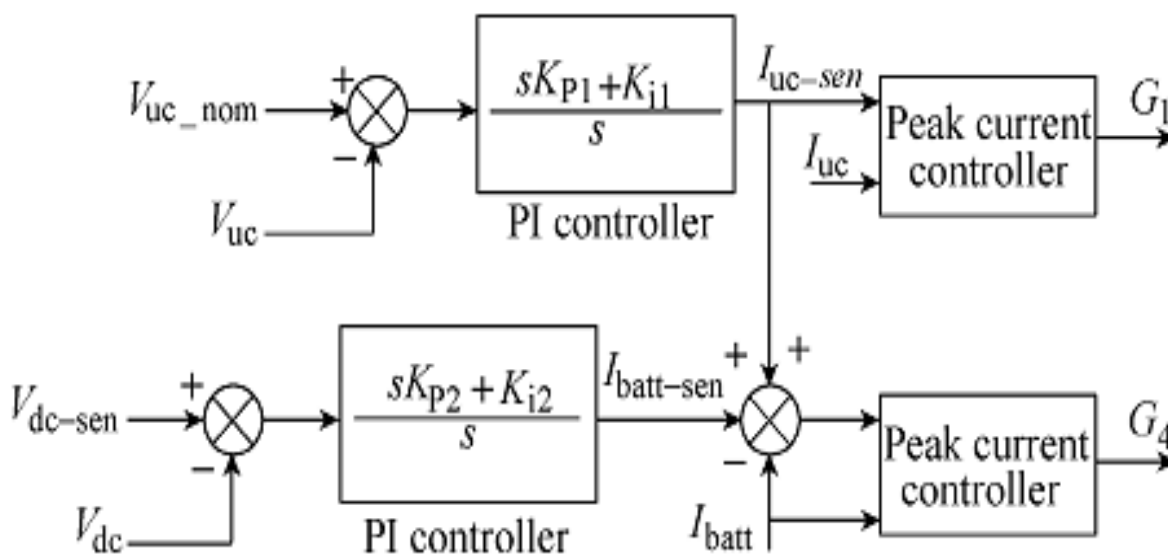 V_uc_nom
+
−
V_uc
sK_P1+K_i1
s
PI controller
I_uc-sen
I_uc
Peak current
controller
G_1
V_dc-sen
+
−
V_dc
sK_P2+K_i2
s
PI controller
I_batt-sen
+
+
−
I_batt
Peak current
controller
G_4